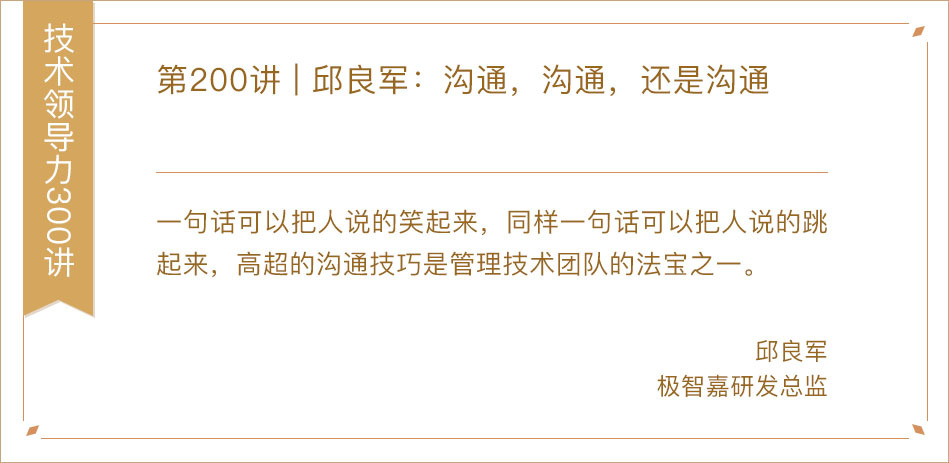 技术领导力300讲
第200讲 | 邱良军：沟通，沟通，还是沟通
一句话可以把人说的笑起来，同样一句话可以把人说的跳
起来，高超的沟通技巧是管理技术团队的法宝之一。
邱良军
极智嘉研发总监